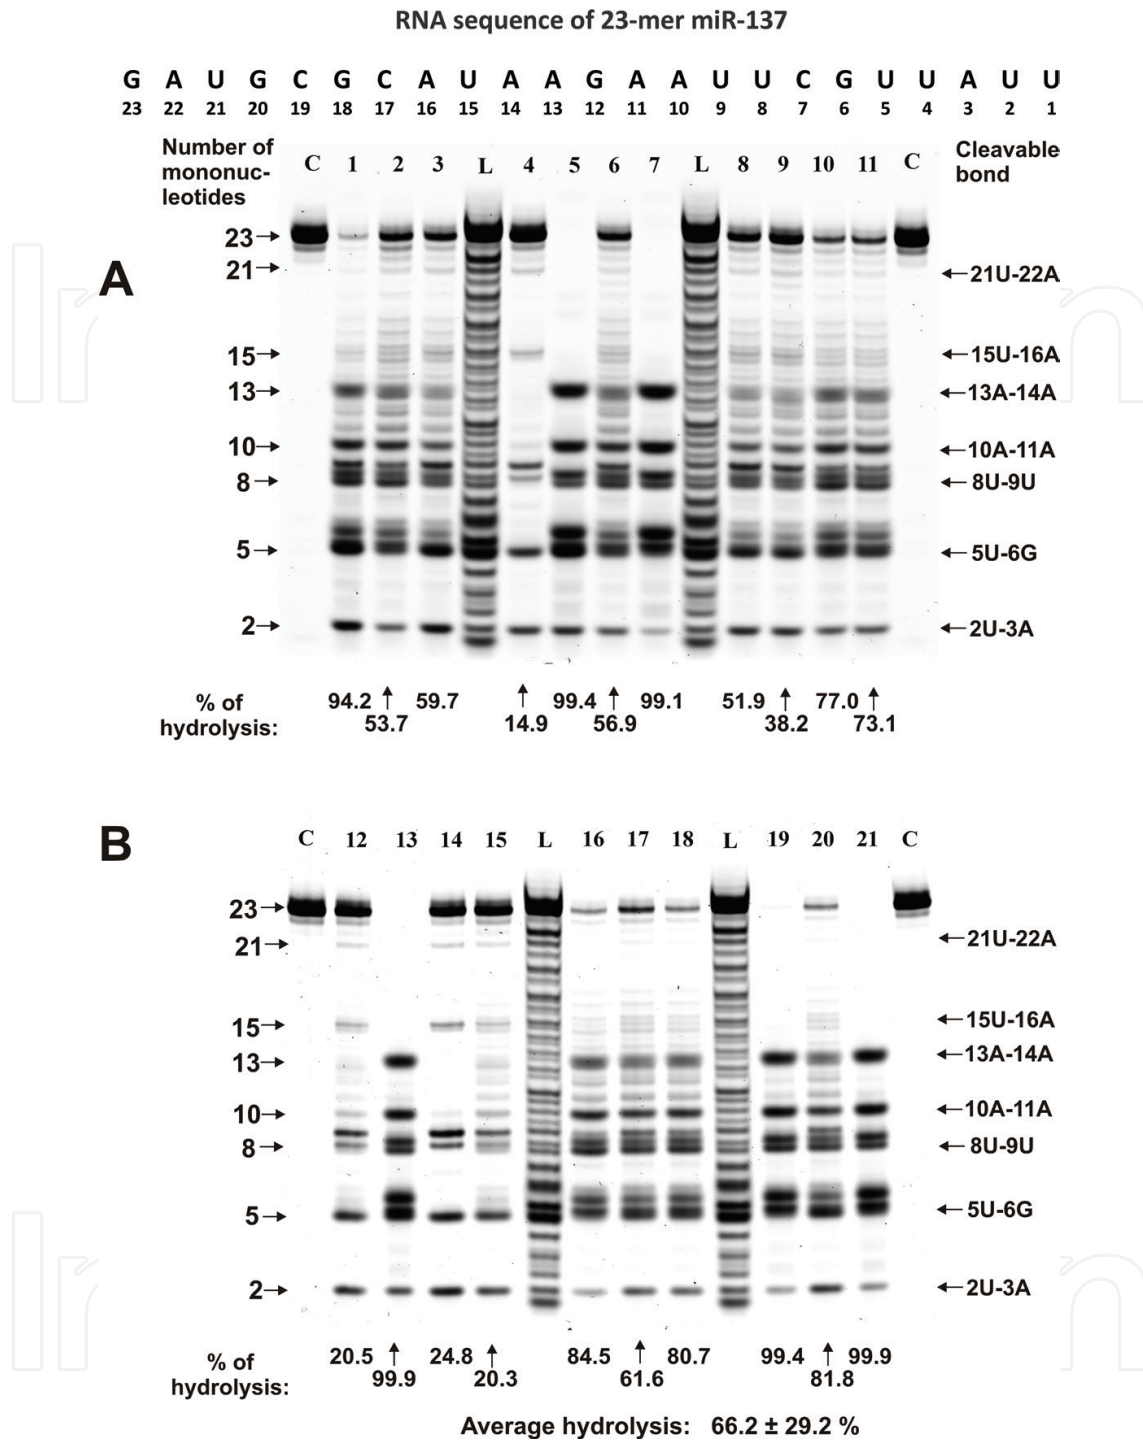 RNA sequence of 23-mer miR-137
G A U G C G C A U A A G A A U U C G U U A U U
23 22 21 20 19 18 17 16 15 14 13 12 11 10 9 8 7 6 5 4 3 2 1
Number of
mononuc-
leotides
Cleavable
bond
C 1 2 3 L 4 5 6 7 L 8 9 10 11 C
A
23
21
15
13
10
8
5
2
21U-22A
15U-16A
13A-14A
10A-11A
8U-9U
5U-6G
2U-3A
% of
hydrolysis:
94.2 59.7 99.4 99.1 51.9 77.0
53.7 14.9 56.9 38.2 73.1
B
C 12 13 14 15 L 16 17 18 L 19 20 21 C
23
21
15
13
10
8
5
2
21U-22A
15U-16A
13A-14A
10A-11A
8U-9U
5U-6G
2U-3A
% of
hydrolysis:
20.5 24.8 84.5 80.7 99.4 99.9
99.9 20.3 61.6 81.8
Average hydrolysis: 66.2 ± 29.2 %